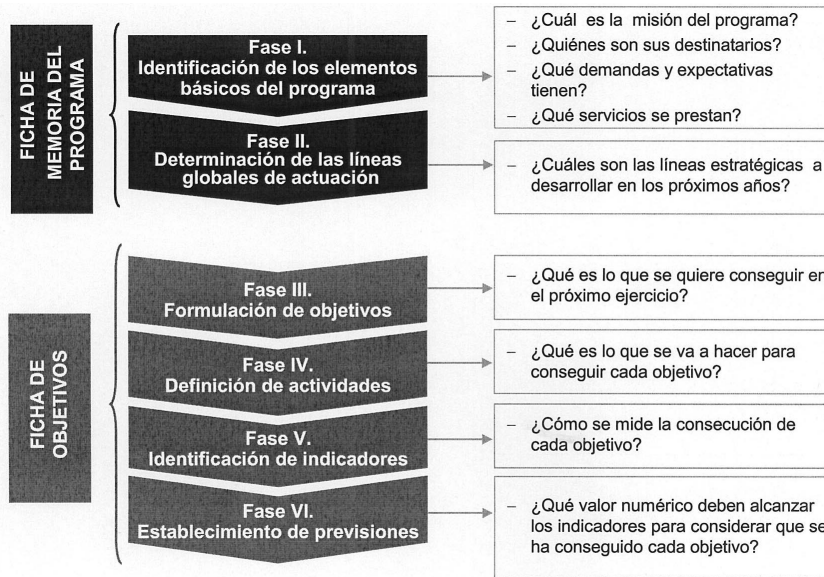 FICHA DE
MEMORIA DEL
PROGRAMA
Fase I.
Identificación de los elementos
básicos del programa
– ¿Cuál es la misión del programa?
– ¿Quiénes son sus destinatarios?
– ¿Qué demandas y expectativas
tienen?
– ¿Qué servicios se prestan?
Fase II.
Determinación de las líneas
globales de actuación
– ¿Cuáles son las líneas estratégicas a
desarrollar en los próximos años?
FICHA DE
OBJETIVOS
Fase III.
Formulación de objetivos
– ¿Qué es lo que se quiere conseguir en
el próximo ejercicio?
Fase IV.
Definición de actividades
– ¿Qué es lo que se va a hacer para
conseguir cada objetivo?
Fase V.
Identificación de indicadores
– ¿Cómo se mide la consecución de
cada objetivo?
Fase VI.
Establecimiento de previsiones
– ¿Qué valor numérico deben alcanzar
los indicadores para considerar que se
ha conseguido cada objetivo?